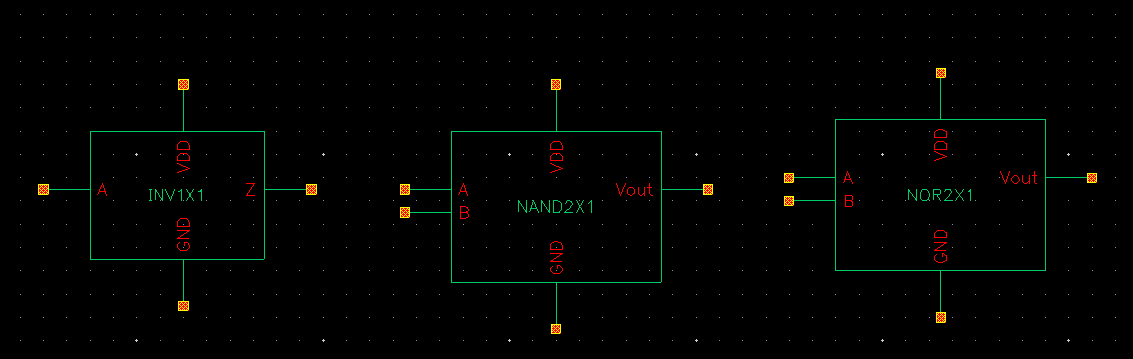 VDD
A
INV1X1
Z
GND
VDD
A
B
NAND2X1
Vout
GND
VDD
A
B
NOR2X1
Vout
GND